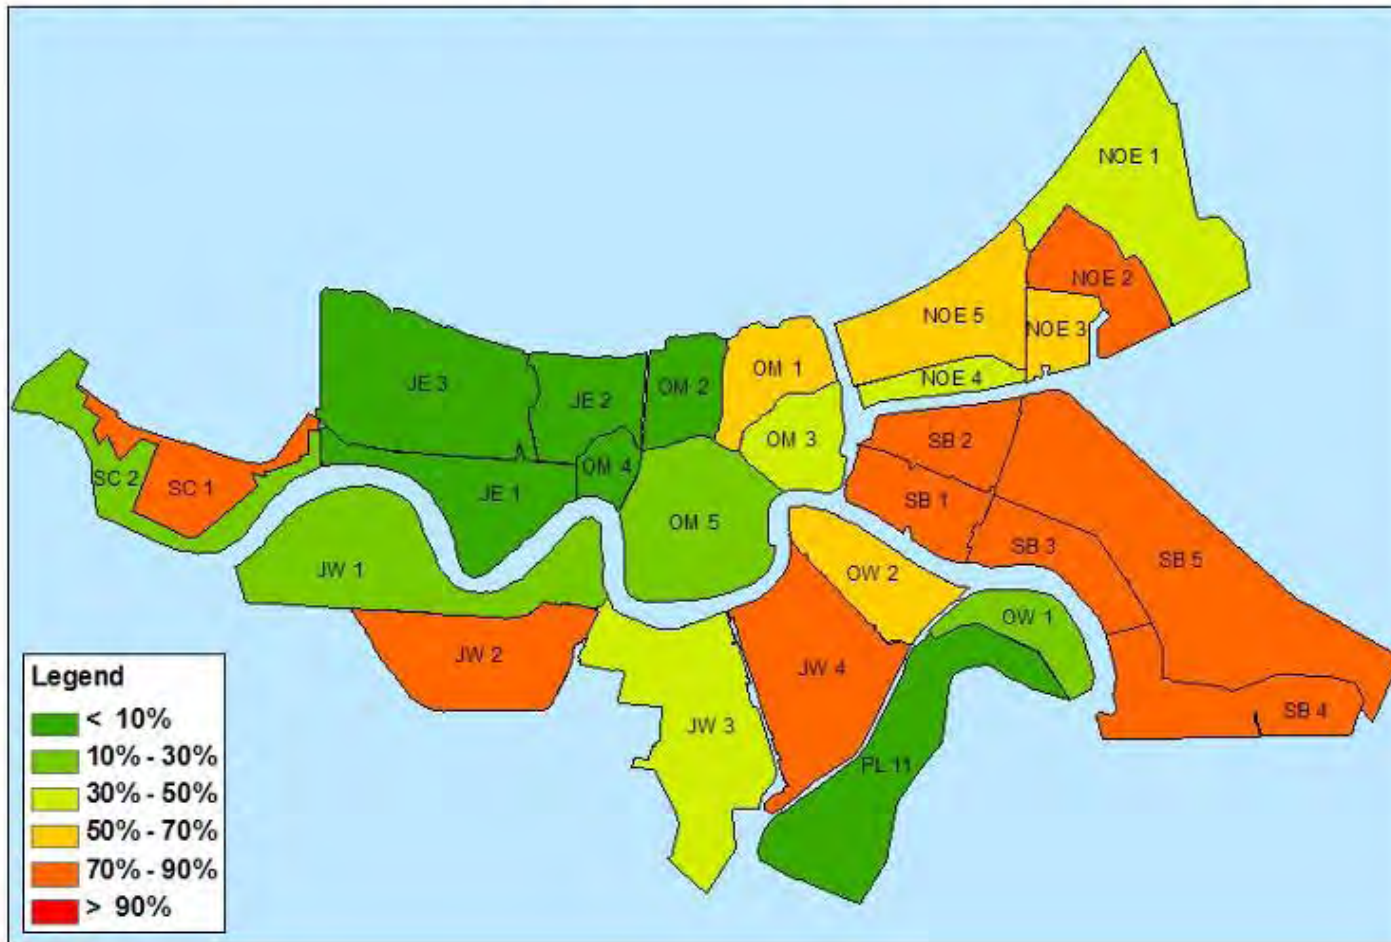 NOE 1
NOE 2
NOE 5
NOE 3
NOE 4
OM 1
OM 2
JE 3
JE 2
OM 3
SB 2
OM 4
SC 2
SC 1
JE 1
SB 1
OM 5
SB 3
SB 5
JW 1
OW 2
OW 1
JW 2
JW 4
JW 3
SB 4
PL 11
Legend
< 10%
10% - 30%
30% - 50%
50% - 70%
70% - 90%
> 90%